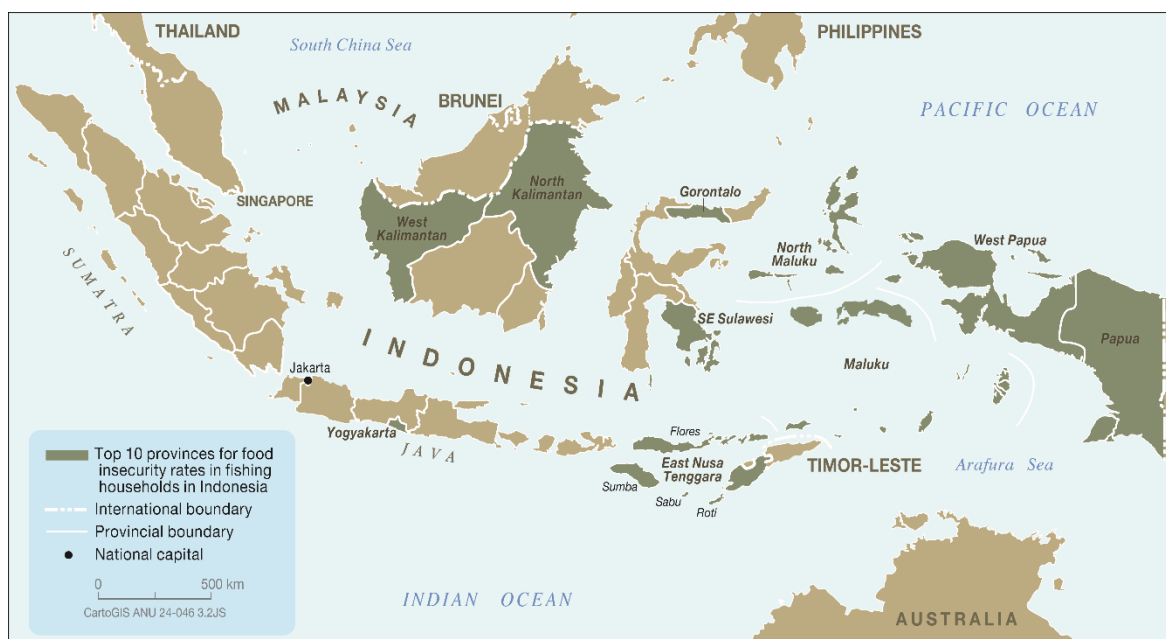 THAILAND
South China Sea
PHILIPPINES
MALAYSIA
BRUNEI
PACIFIC OCEAN
North
Kalimantan
Gorontalo
SINGAPORE
West
Kalimantan
North
Maluku
West Papua
SUMATRA
SE Sulawesi
Papua
INDONESIA
Maluku
Jakarta
Yogyakarta
JAVA
Flores
East Nusa
Tenggara
TIMOR-LESTE
Arafura Sea
Sumba
Sabu
Roti
Top 10 provinces for food
insecurity rates in fishing
households in Indonesia
International boundary
Provincial boundary
National capital
0 500 km
CartoGIS ANU 24-046 3.2JS
INDIAN OCEAN
AUSTRALIA